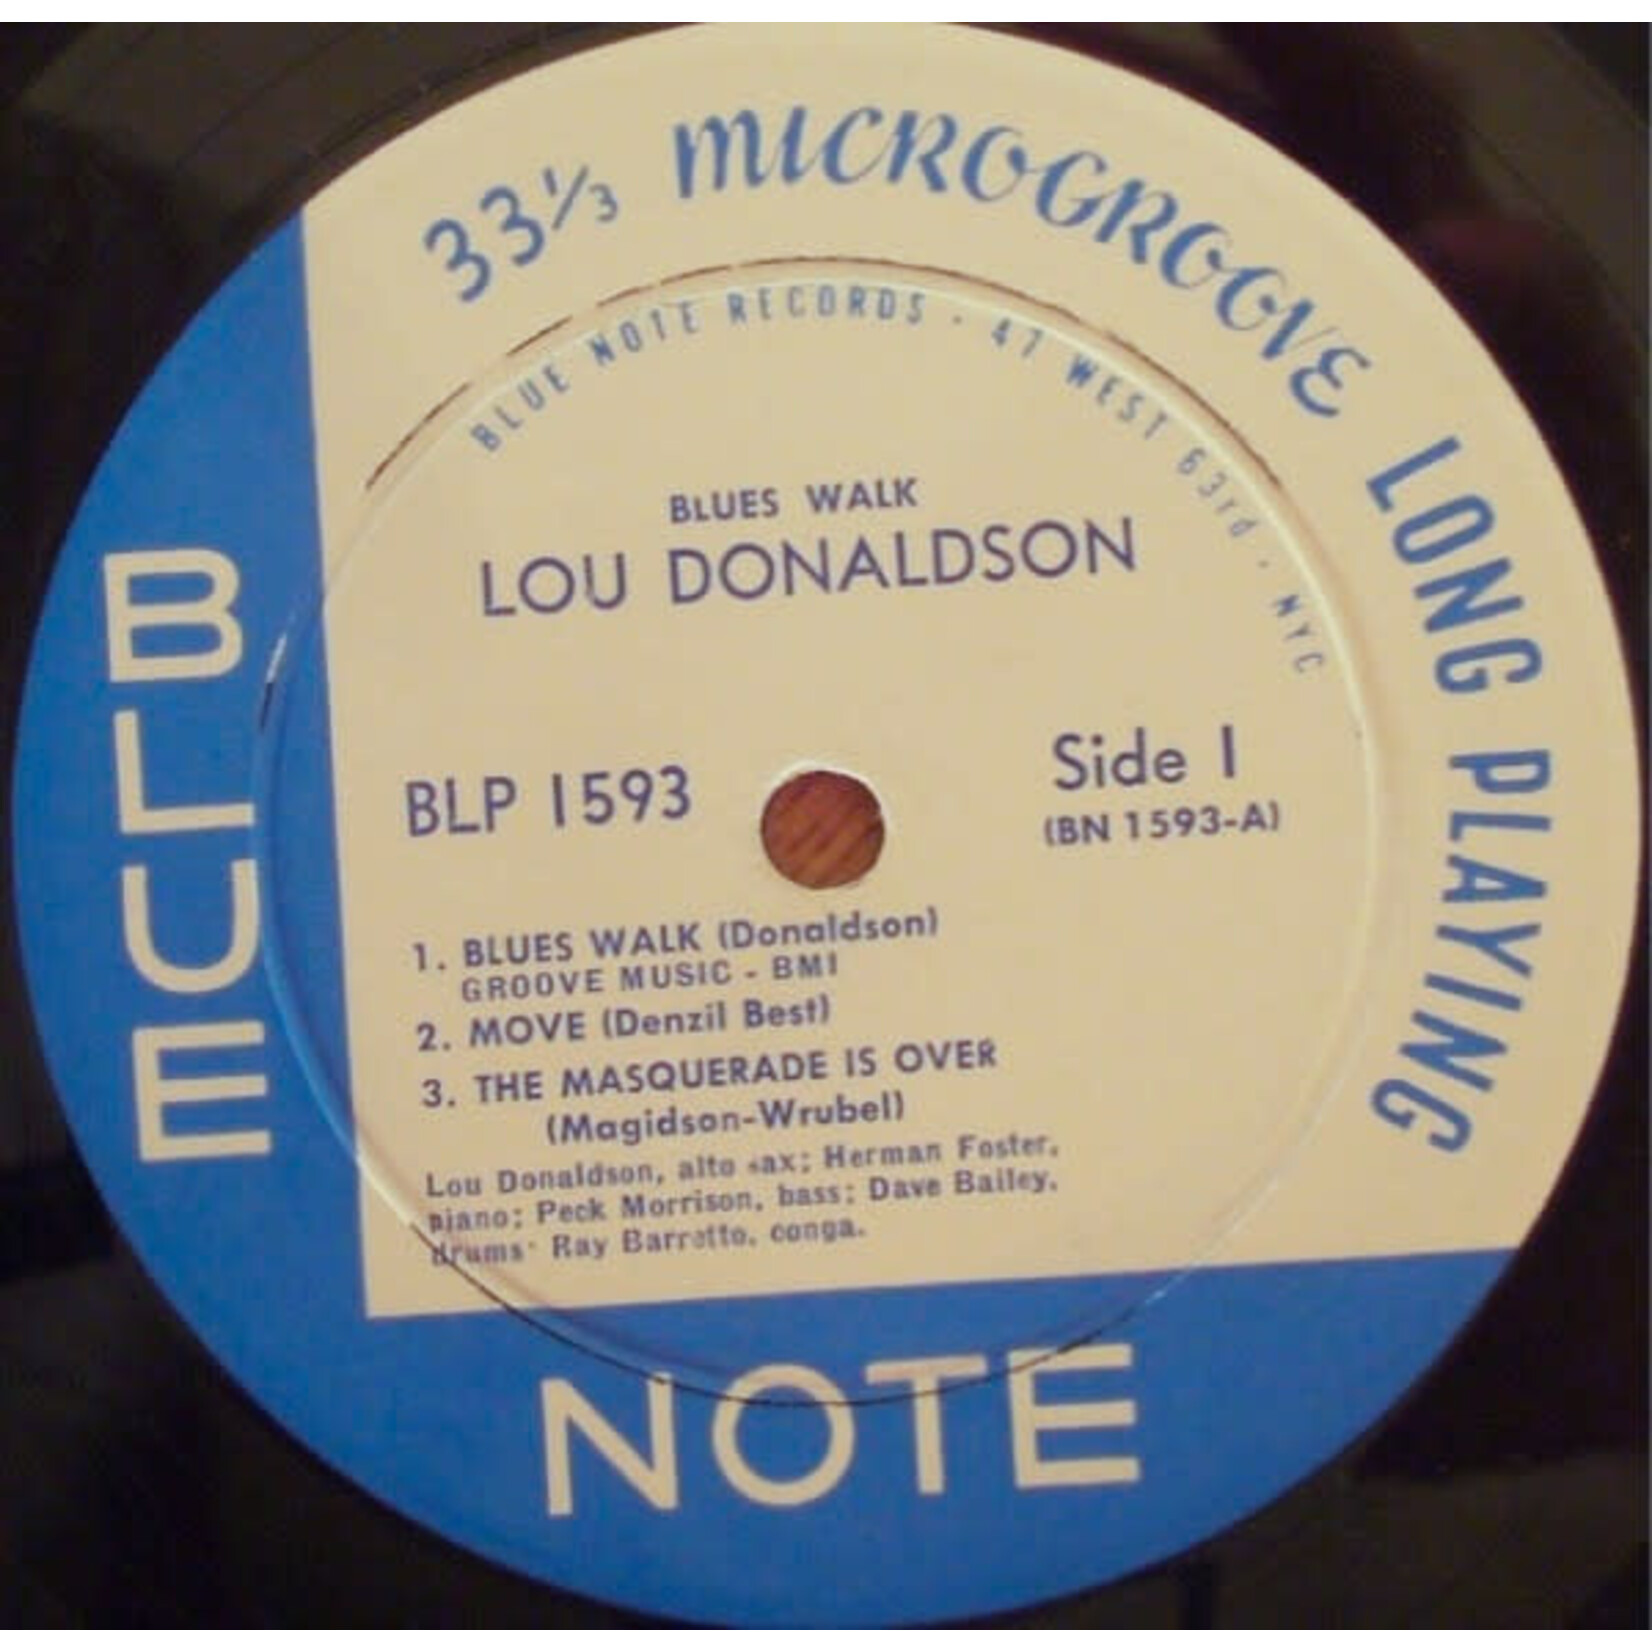 33⅓ MICROGROOVE LONG PLAYING
BLUE NOTE RECORDS · 47 WEST 63rd · NYC
BLUES WALK
LOU DONALDSON
BLP 1593
Side 1
(BN 1593-A)
1. BLUES WALK (Donaldson)
GROOVE MUSIC - BMI
2. MOVE (Denzil Best)
3. THE MASQUERADE IS OVER
(Magidson-Wrubel)
Lou Donaldson, alto sax; Herman Foster,
piano; Peck Morrison, bass; Dave Bailey,
drums; Ray Barretto, conga.
BLUE
NOTE